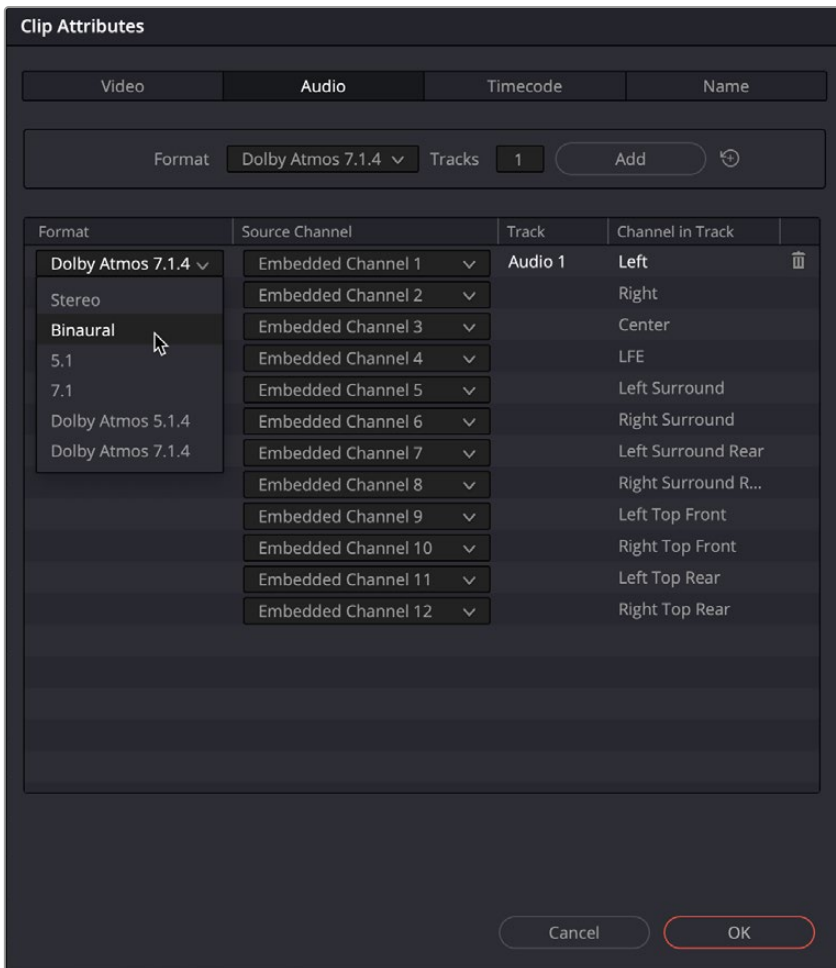 Clip Attributes
Video Audio Timecode Name
Format Dolby Atmos 7.1.4 Tracks 1 Add
Format Source Channel Track Channel in Track
Dolby Atmos 7.1.4 Embedded Channel 1 Audio 1 Left
Stereo Embedded Channel 2 Right
Binaural Embedded Channel 3 Center
5.1 Embedded Channel 4 LFE
7.1 Embedded Channel 5 Left Surround
Dolby Atmos 5.1.4 Embedded Channel 6 Right Surround
Dolby Atmos 7.1.4 Embedded Channel 7 Left Surround Rear
Embedded Channel 8 Right Surround R...
Embedded Channel 9 Left Top Front
Embedded Channel 10 Right Top Front
Embedded Channel 11 Left Top Rear
Embedded Channel 12 Right Top Rear
Cancel OK